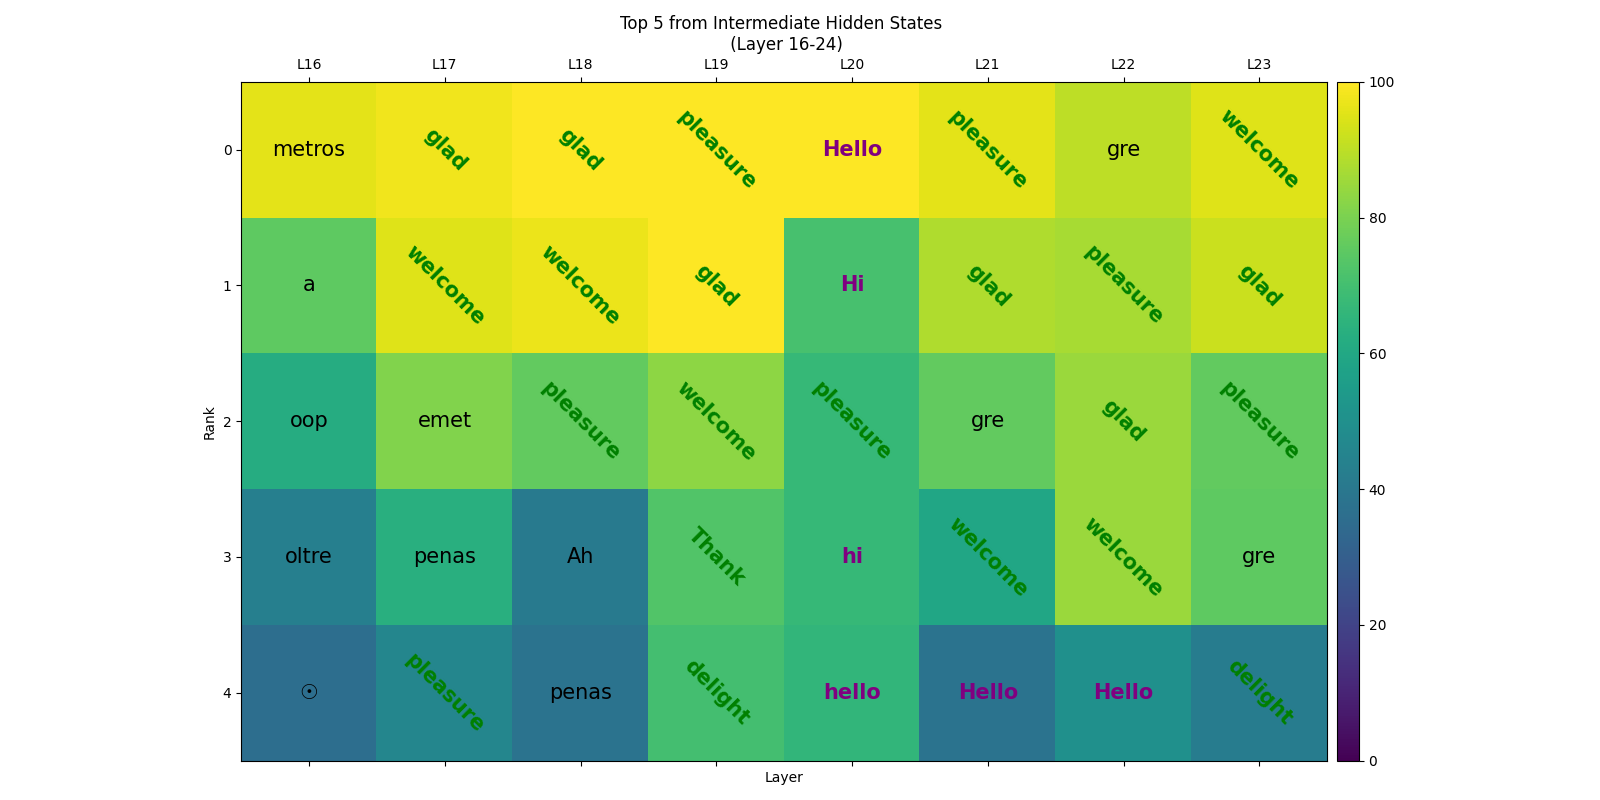 Top 5 from Intermediate Hidden States
(Layer 16-24)
L16 L17 L18 L19 L20 L21 L22 L23
0 metros glad glad pleasure Hello pleasure gre welcome
1 a welcome welcome glad Hi glad pleasure glad
2 oop emet pleasure welcome pleasure gre glad pleasure
3 oltre penas Ah Thank hi welcome welcome gre
4 ☉ pleasure penas delight hello Hello Hello delight
Rank
Layer
100
80
60
40
20
0